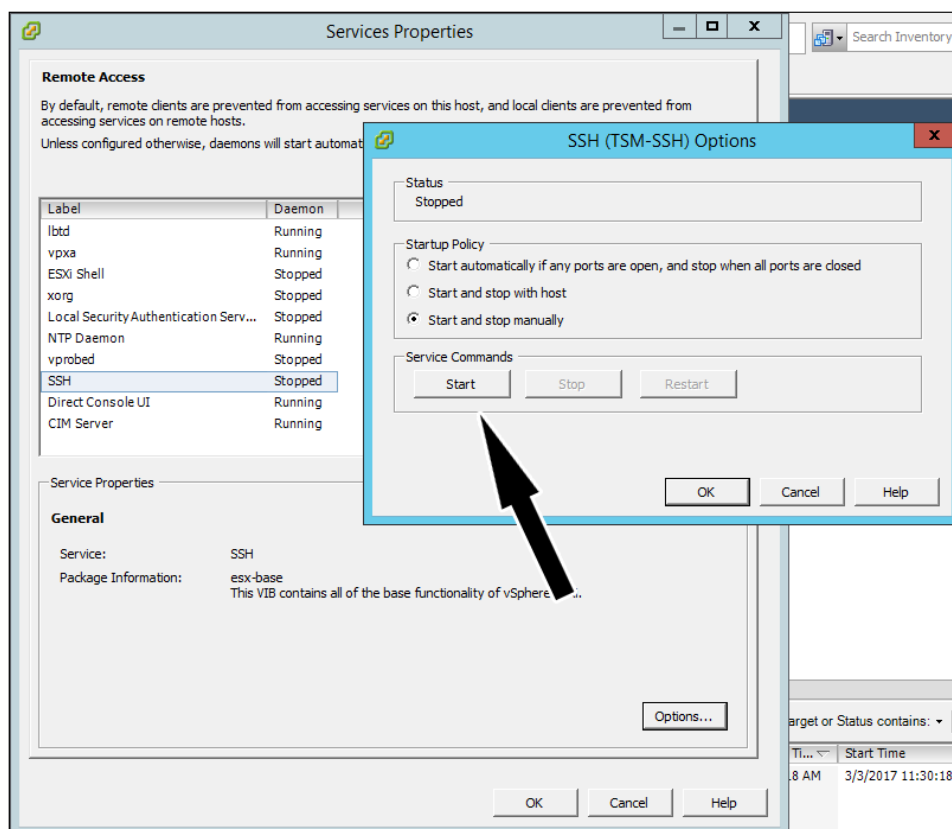 Services Properties
Search Inventory
Remote Access
By default, remote clients are prevented from accessing services on this host, and local clients are prevented from
accessing services on remote hosts.
Unless configured otherwise, daemons will start automat
Label Daemon
lbtd Running
vpxa Running
ESXi Shell Stopped
xorg Stopped
Local Security Authentication Serv... Stopped
NTP Daemon Running
vprobed Stopped
SSH Stopped
Direct Console UI Running
CIM Server Running
Service Properties
General
Service: SSH
Package Information: esx-base
This VIB contains all of the base functionality of vSphere
Options...
OK Cancel Help
SSH (TSM-SSH) Options
Status
Stopped
Startup Policy
Start automatically if any ports are open, and stop when all ports are closed
Start and stop with host
Start and stop manually
Service Commands
Start Stop Restart
OK Cancel Help
arget or Status contains:
Ti... Start Time
8 AM 3/3/2017 11:30:18